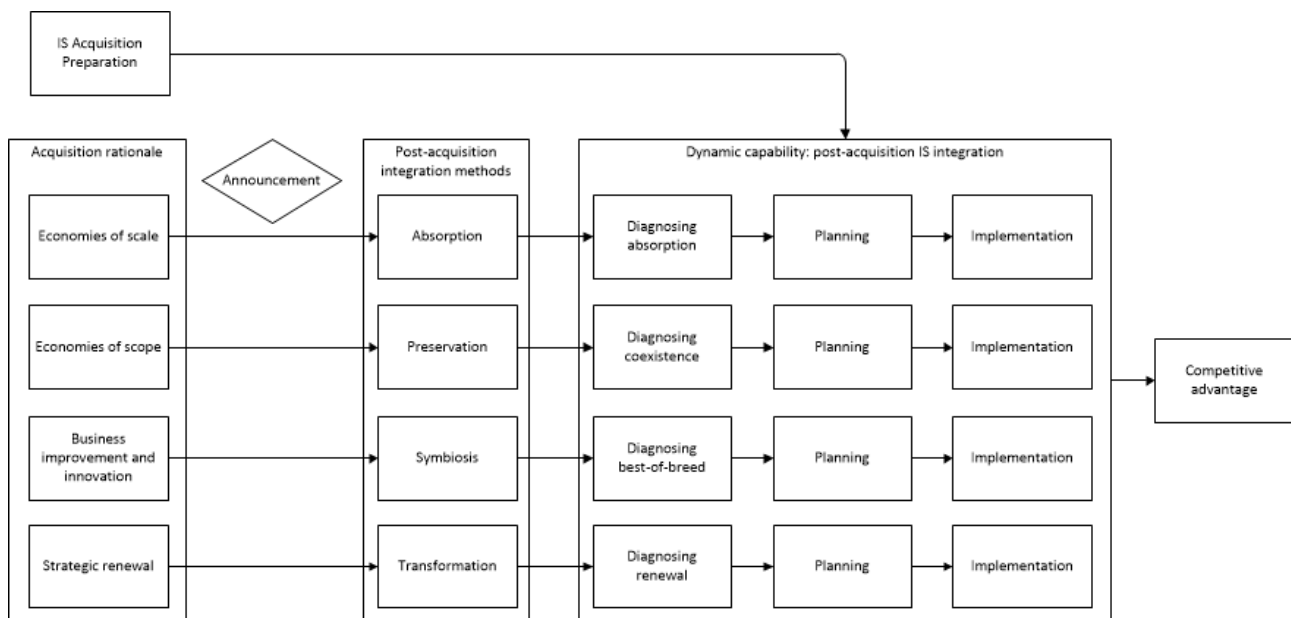 IS Acquisition
Preparation
Acquisition rationale
Announcement
Post-acquisition
integration methods
Dynamic capability: post-acquisition IS integration
Economies of scale
Absorption
Diagnosing
absorption
Planning
Implementation
Economies of scope
Preservation
Diagnosing
coexistence
Planning
Implementation
Competitive
advantage
Business
improvement and
innovation
Symbiosis
Diagnosing
best-of-breed
Planning
Implementation
Strategic renewal
Transformation
Diagnosing
renewal
Planning
Implementation